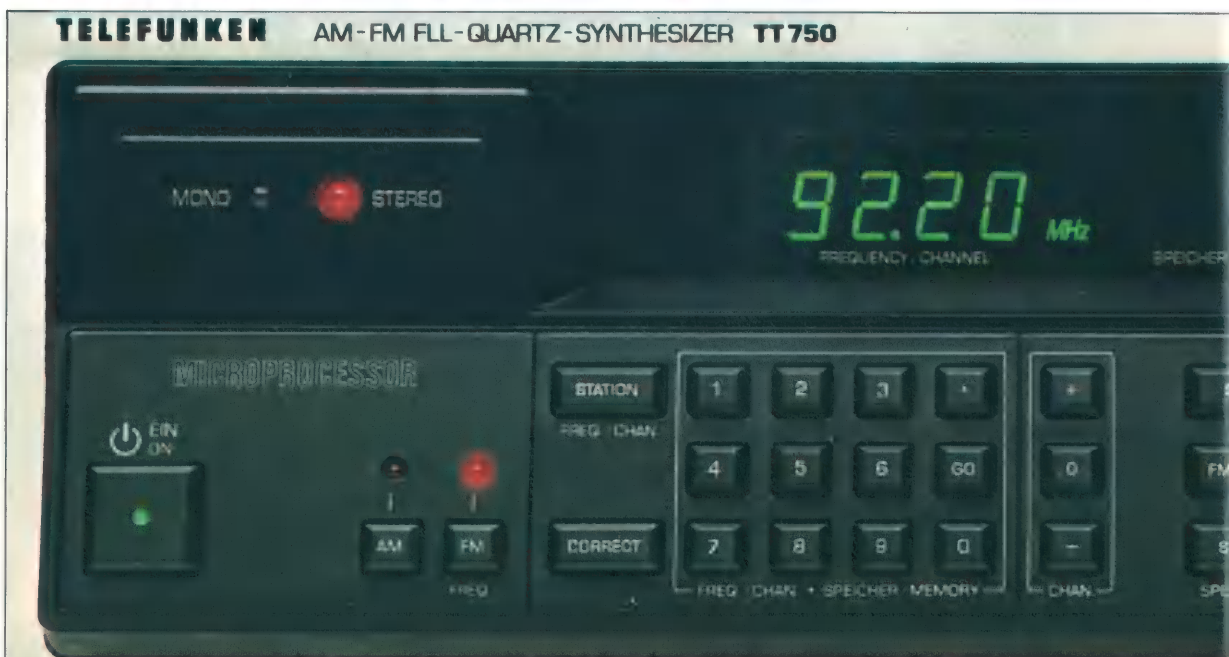 TELEFUNKEN AM-FM FLL-QUARTZ-SYNTHESIZER TT750
MONO STEREO
92.20 MHz
FREQUENCY CHANNEL SPEICHER
MICROPROCESSOR
STATION 1 2 3 · +
EIN
ON
FREQ CHAN
4 5 6 GO 0 FM
CORRECT 7 8 9 0 -
AM FM
FREQ
FREQ CHAN + SPEICHER MEMORY CHAN